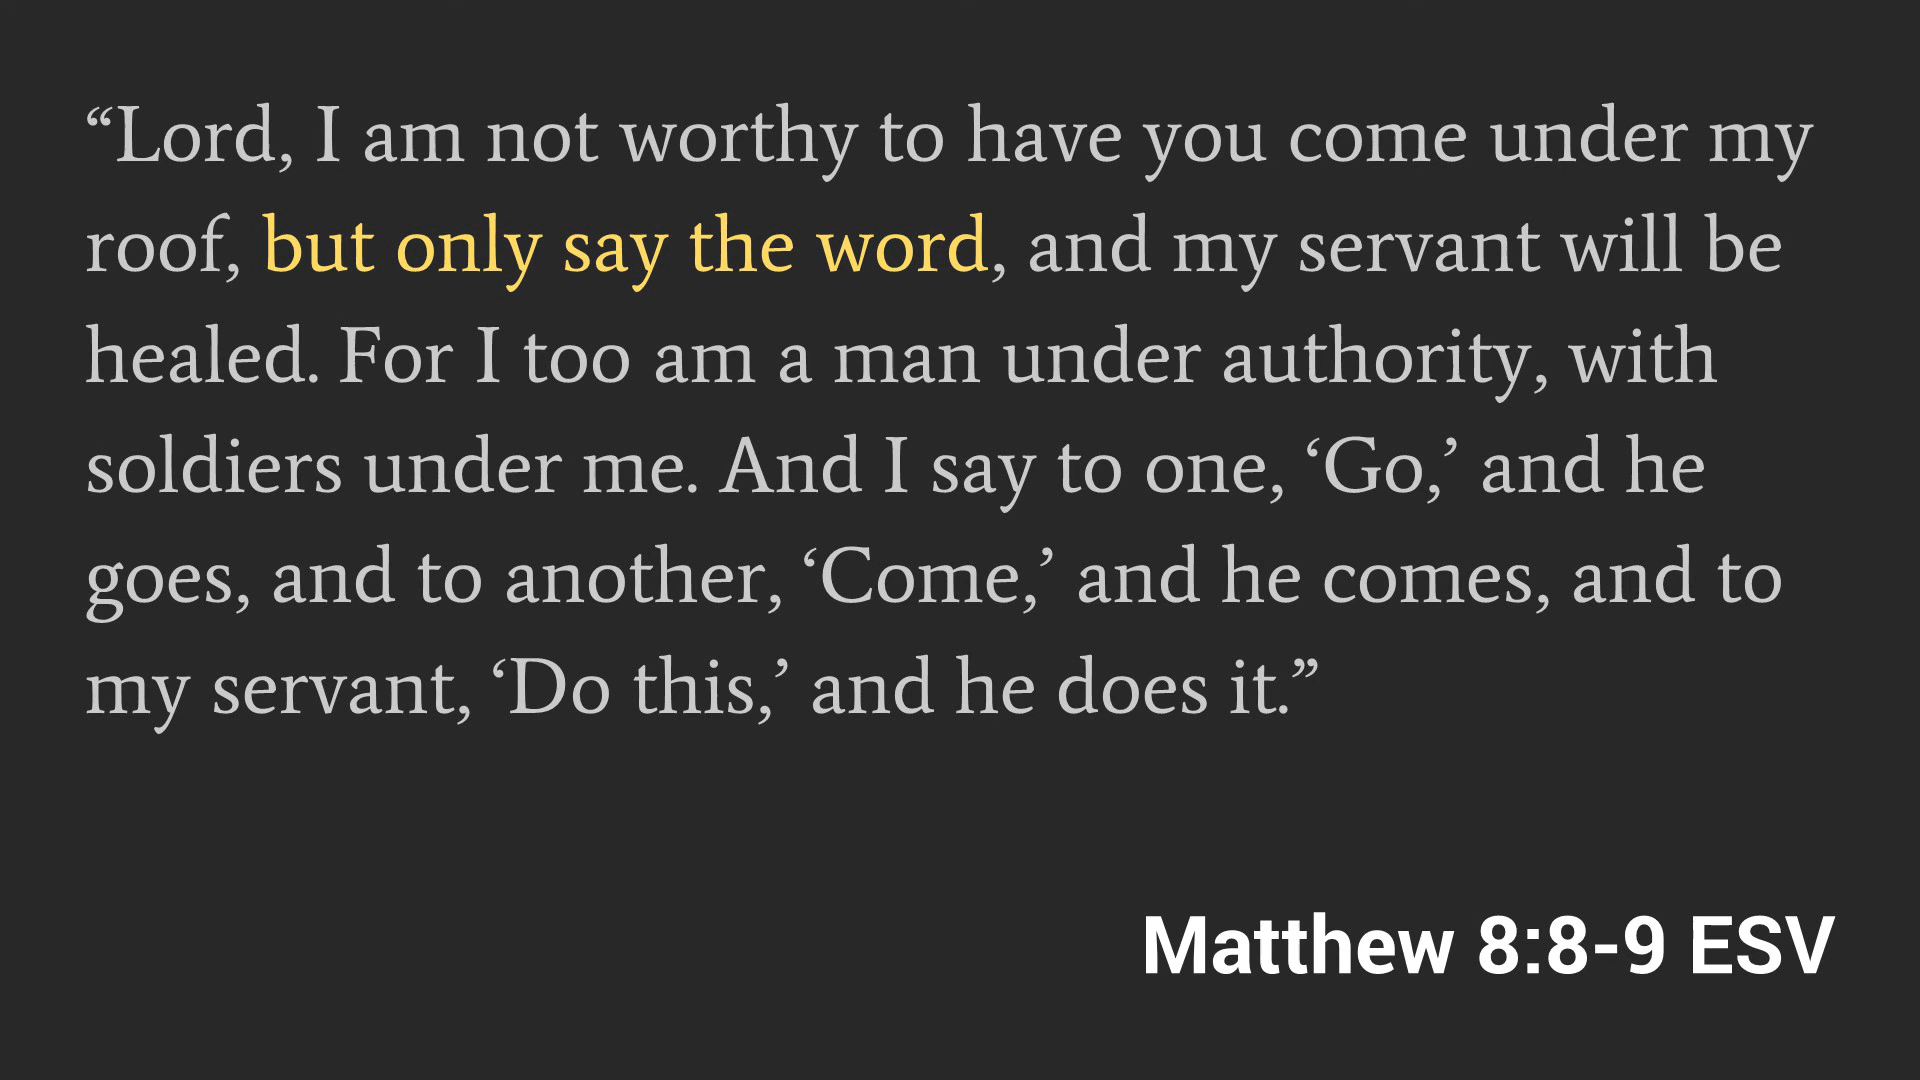 “Lord, I am not worthy to have you come under my
roof, but only say the word, and my servant will be
healed. For I too am a man under authority, with
soldiers under me. And I say to one, ‘Go,’ and he
goes, and to another, ‘Come,’ and he comes, and to
my servant, ‘Do this,’ and he does it.”
Matthew 8:8-9 ESV